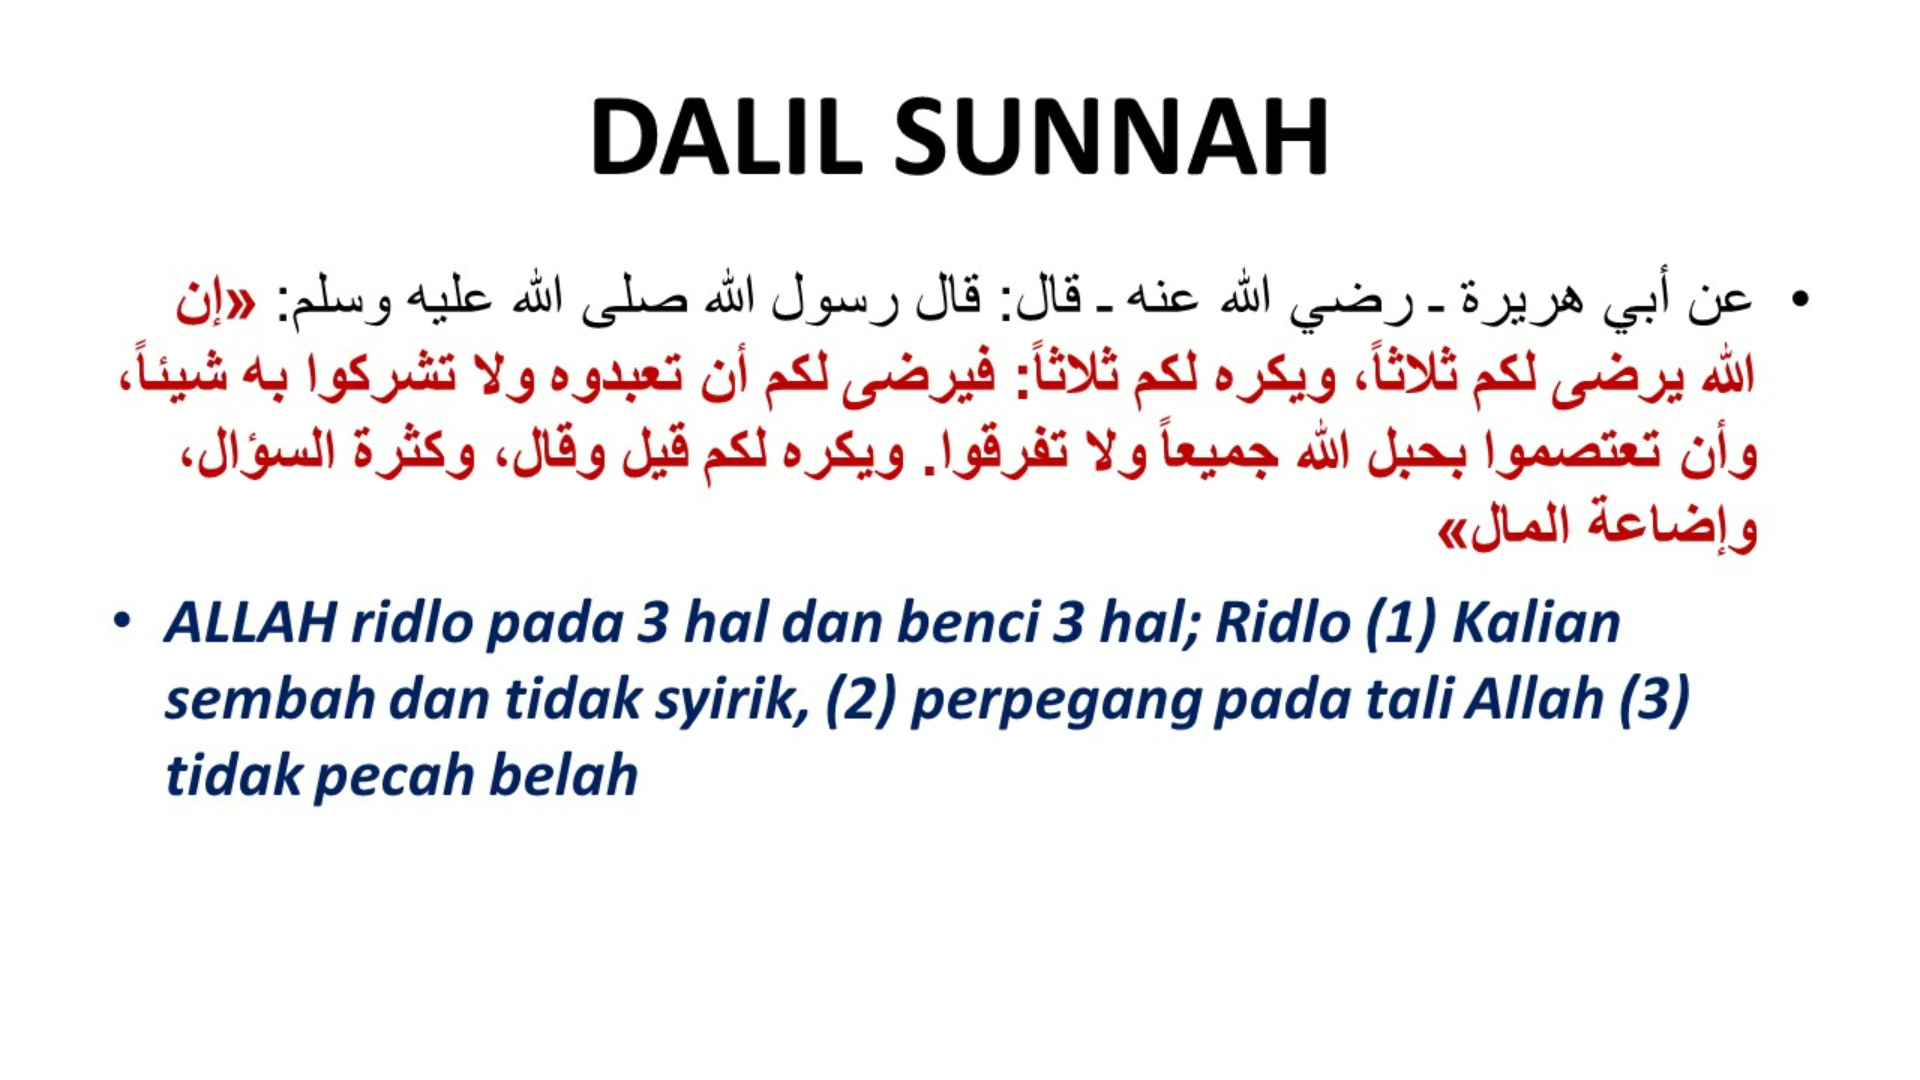 DALIL SUNNAH
• عن أبي هريرة ـ رضي الله عنه ـ قال: قال رسول الله صلى الله عليه وسلم: «إن
الله يرضى لكم ثلاثاً، ويكره لكم ثلاثاً: فيرضى لكم أن تعبدوه ولا تشركوا به شيئاً،
وأن تعتصموا بحبل الله جميعاً ولا تفرقوا. ويكره لكم قيل وقال، وكثرة السؤال،
وإضاعة المال»
• ALLAH ridlo pada 3 hal dan benci 3 hal; Ridlo (1) Kalian
sembah dan tidak syirik, (2) perpegang pada tali Allah (3)
tidak pecah belah